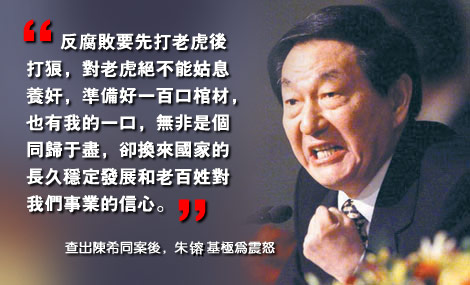 “ 反腐敗要先打老虎後
打狼，對老虎絕不能姑息
養奸，準備好一百口棺材，
也有我的一口，無非是個
同歸于盡，卻換來國家的
長久穩定發展和老百姓對
我們事業的信心。 ”
查出陳希同案後，朱镕 基極爲震怒